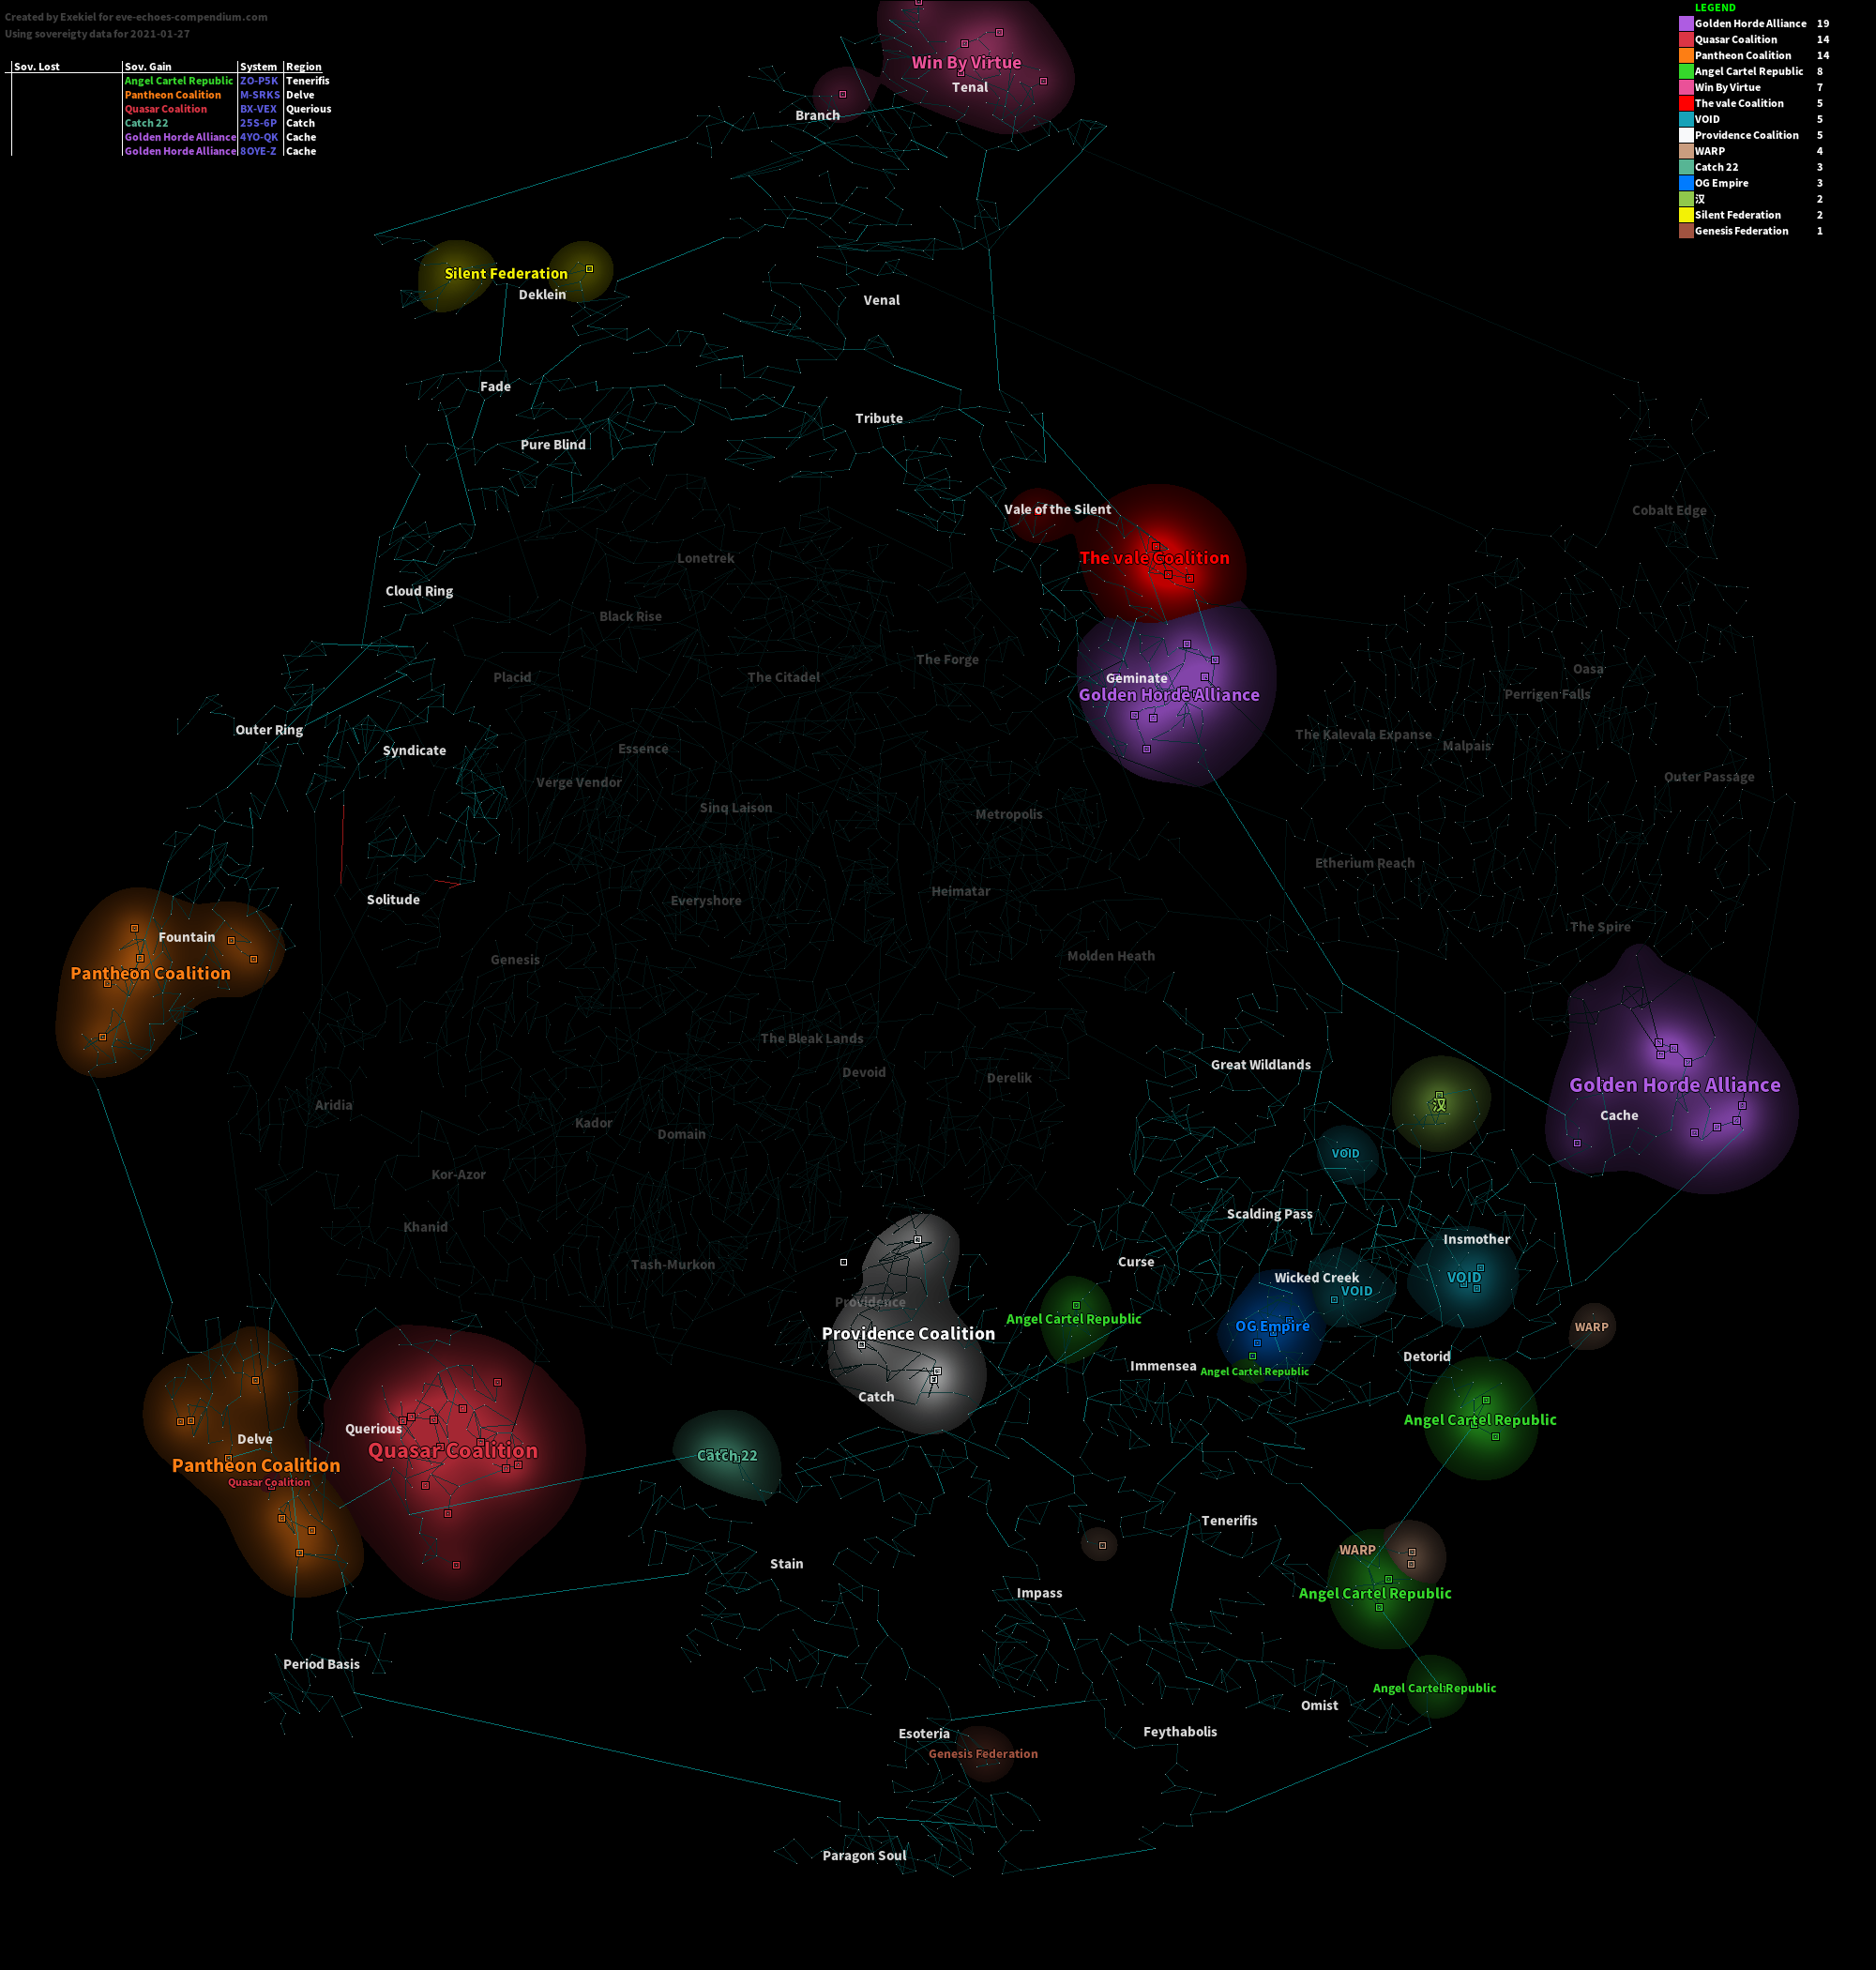 Created by Exekiel for eve-echoes-compendium.com
Using sovereigty data for 2021-01-27
Sov. Lost Sov. Gain System Region
Angel Cartel Republic ZO-P5K Tenerifis
Pantheon Coalition M-SRKS Delve
Quasar Coalition BX-VEX Querious
Catch 22 25S-6P Catch
Golden Horde Alliance 4YO-QK Cache
Golden Horde Alliance 8OYE-Z Cache
LEGEND
Golden Horde Alliance 19
Quasar Coalition 14
Pantheon Coalition 14
Angel Cartel Republic 8
Win By Virtue 7
The vale Coalition 5
VOID 5
Providence Coalition 5
WARP 4
Catch 22 3
OG Empire 3
汉 2
Silent Federation 2
Genesis Federation 1
Win By Virtue
Tenal
Branch
Silent Federation
Deklein
Venal
Fade
Tribute
Pure Blind
Vale of the Silent
Cobalt Edge
The vale Coalition
Lonetrek
Cloud Ring
Black Rise
The Forge
Oasa
Placid
The Citadel
Geminate
Golden Horde Alliance
Perrigen Falls
Outer Ring
The Kalevala Expanse
Malpais
Syndicate
Essence
Outer Passage
Verge Vendor
Sinq Laison
Metropolis
Etherium Reach
Heimatar
Solitude
Everyshore
The Spire
Fountain
Molden Heath
Genesis
Pantheon Coalition
The Bleak Lands
Great Wildlands
Devoid
Derelik
Golden Horde Alliance
Aridia
汉
Cache
Kador
Domain
VOID
Kor-Azor
Scalding Pass
Khanid
Insmother
Curse
Tash-Murkon
Wicked Creek
VOID
VOID
Providence
Angel Cartel Republic
OG Empire
WARP
Providence Coalition
Detorid
Immensea
Angel Cartel Republic
Catch
Angel Cartel Republic
Querious
Delve
Quasar Coalition
Catch 22
Pantheon Coalition
Quasar Coalition
Tenerifis
WARP
Stain
Impass
Angel Cartel Republic
Period Basis
Angel Cartel Republic
Omist
Esoteria
Feythabolis
Genesis Federation
Paragon Soul